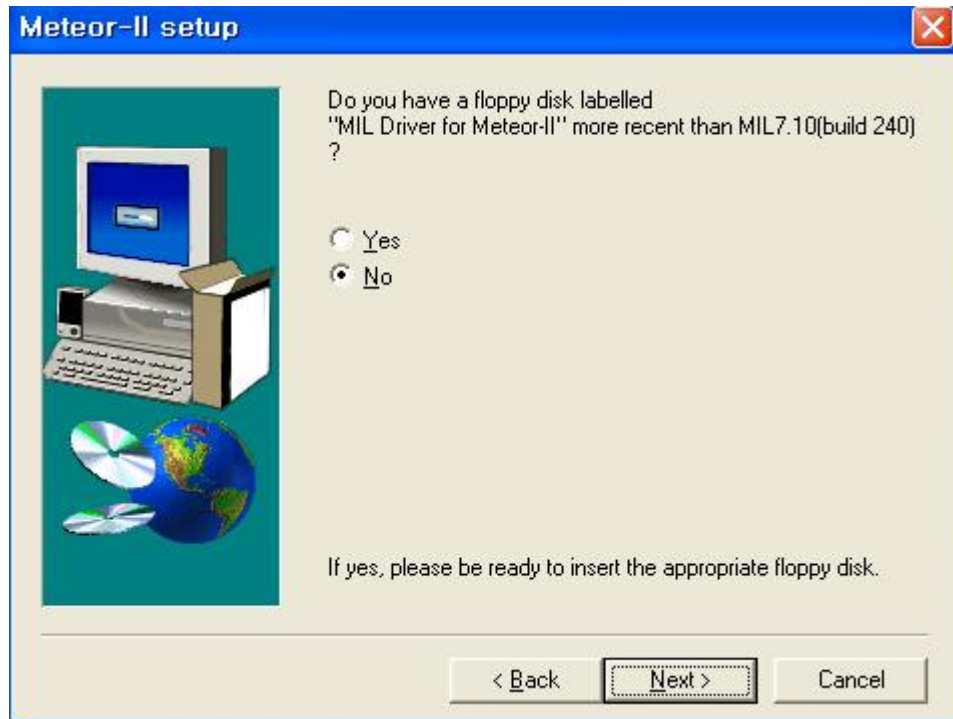 Meteor-II setup
Do you have a floppy disk labelled
"MIL Driver for Meteor-II" more recent than MIL7.10(build 240)
?
Yes
No
If yes, please be ready to insert the appropriate floppy disk.
< Back
Next >
Cancel